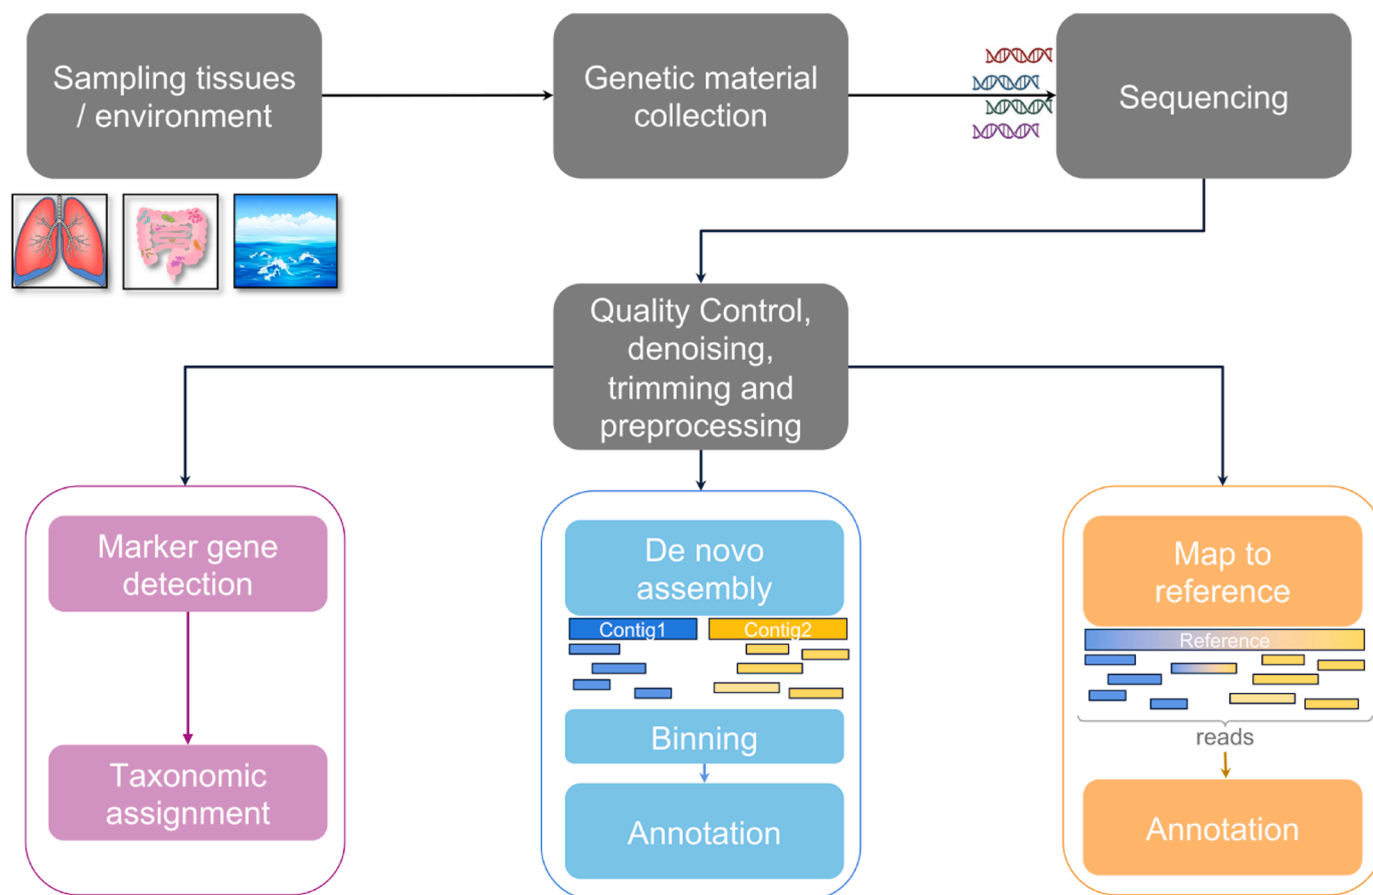 Sampling tissues
/ environment
Genetic material
collection
Sequencing
Quality Control,
denoising,
trimming and
preprocessing
Marker gene
detection
Taxonomic
assignment
De novo
assembly
Contig1
Contig2
Binning
Annotation
Map to
reference
Reference
reads
Annotation